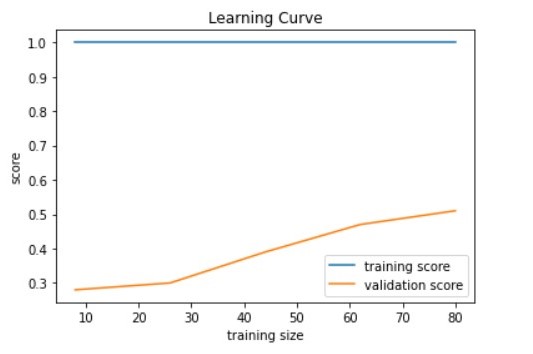 Learning Curve
1.0
0.9
0.8
0.7
0.6
0.5
0.4
0.3
score
10 20 30 40 50 60 70 80
training size
training score
validation score